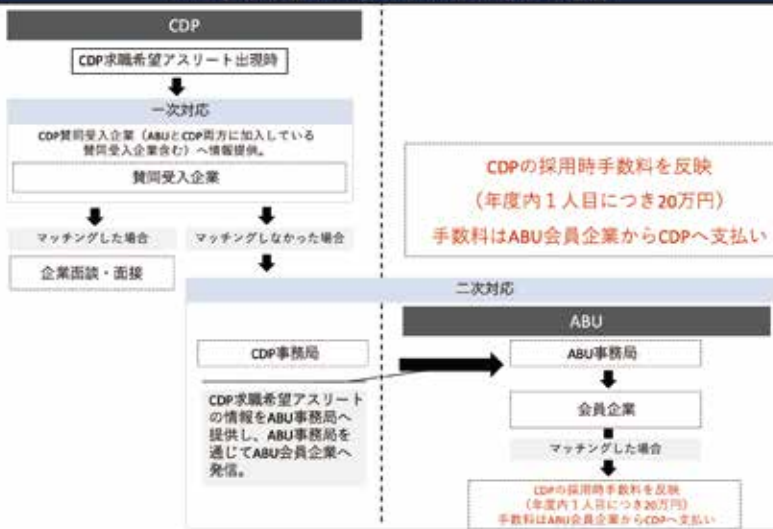 CDP
CDP求職希望アスリート出現時
一次対応
CDP賛同受入企業（ABUとCDP両方に加入している
賛同受入企業含む）へ情報提供。
賛同受入企業
マッチングした場合
マッチングしなかった場合
企業面談・面接
CDPの採用時手数料を反映
（年度内１人目につき20万円）
手数料はABU会員企業からCDPへ支払い
二次対応
ABU
CDP事務局
ABU事務局
CDP求職希望アスリート
の情報をABU事務局へ
提供し、ABU事務局を
通じてABU会員企業へ
発信。
会員企業
マッチングした場合
CDPの採用時手数料を反映
（年度内１人目につき20万円）
手数料はABU会員企業からCDPへ支払い